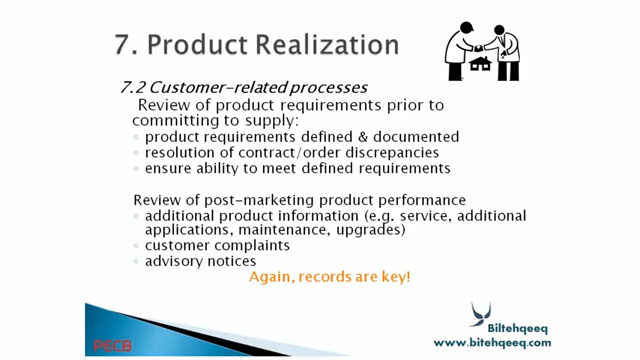 7. Product Realization
7.2 Customer-related processes
Review of product requirements prior to
committing to supply:
product requirements defined & documented
resolution of contract/order discrepancies
ensure ability to meet defined requirements
Review of post-marketing product performance
additional product information (e.g. service, additional
applications, maintenance, upgrades)
customer complaints
advisory notices
Again, records are key!
PECB
Biltehqeeq
www.bitehqeeq.com